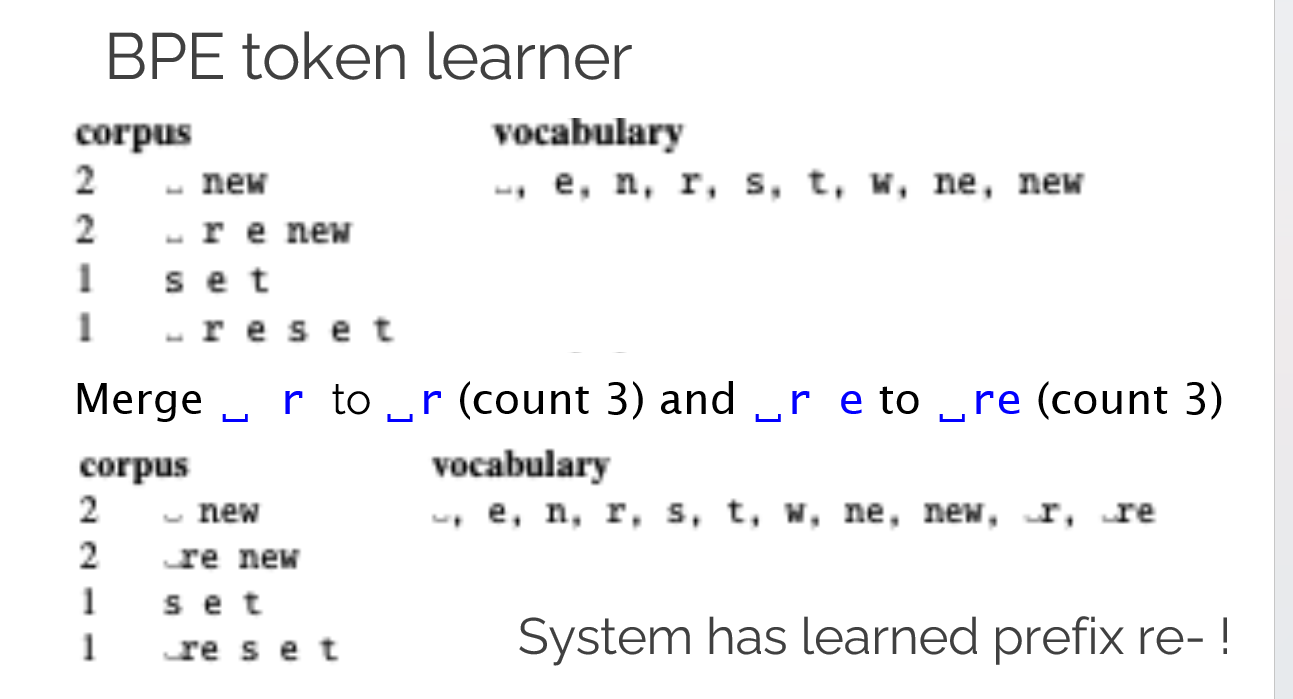 BPE token learner
corpus vocabulary
2 ␣ new ␣, e, n, r, s, t, w, ne, new
2 ␣ r e new
1 s e t
1 ␣ r e s e t
Merge ␣ r to ␣r (count 3) and ␣r e to ␣re (count 3)
corpus vocabulary
2 ␣ new ␣, e, n, r, s, t, w, ne, new, ␣r, ␣re
2 ␣re new
1 s e t
1 ␣re s e t
System has learned prefix re- !